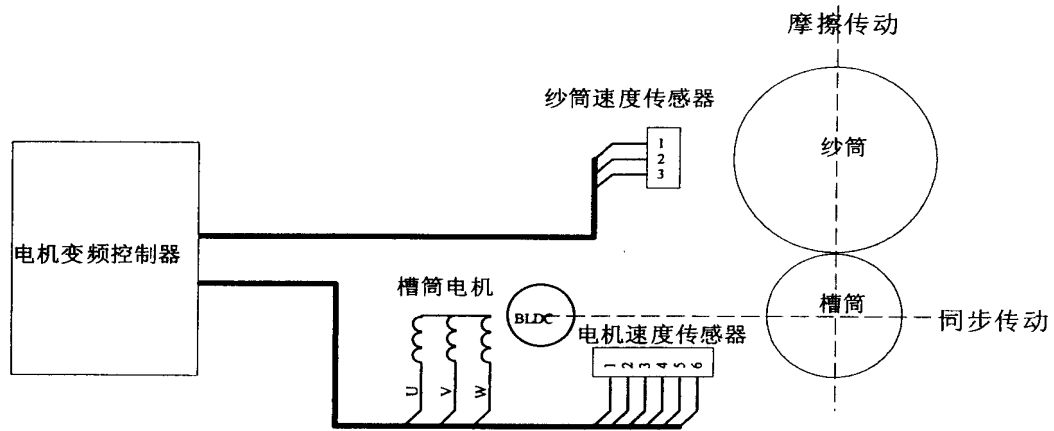 摩擦传动
纱筒速度传感器
1
2
3
纱筒
电机变频控制器
槽筒电机
BLDC
槽筒
同步传动
电机速度传感器
1 2 3 4 5 6
U V W